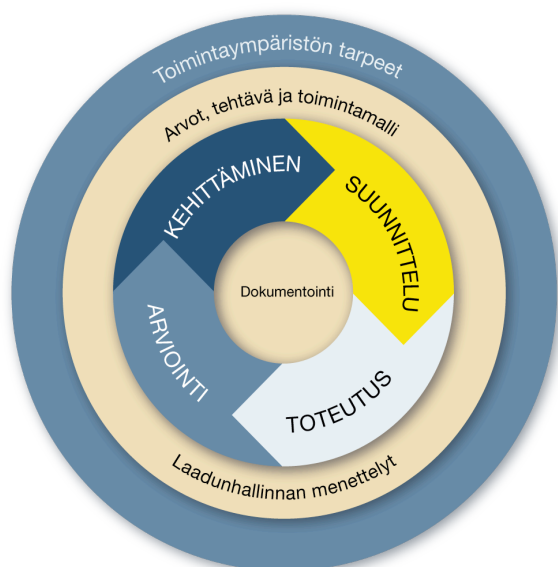 Toimintaympäristön tarpeet
Arvot, tehtävä ja toimintamalli
KEHITTÄMINEN
SUUNNITTELU
Dokumentointi
ARVIOINTI
TOTEUTUS
Laadunhallinnan menettelyt